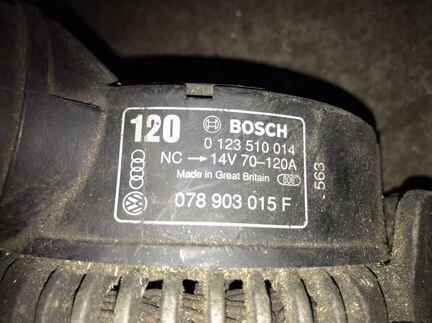 120 BOSCH
0 123 510 014
NC → 14V 70-120A
Made in Great Britain
078 903 015 F
563